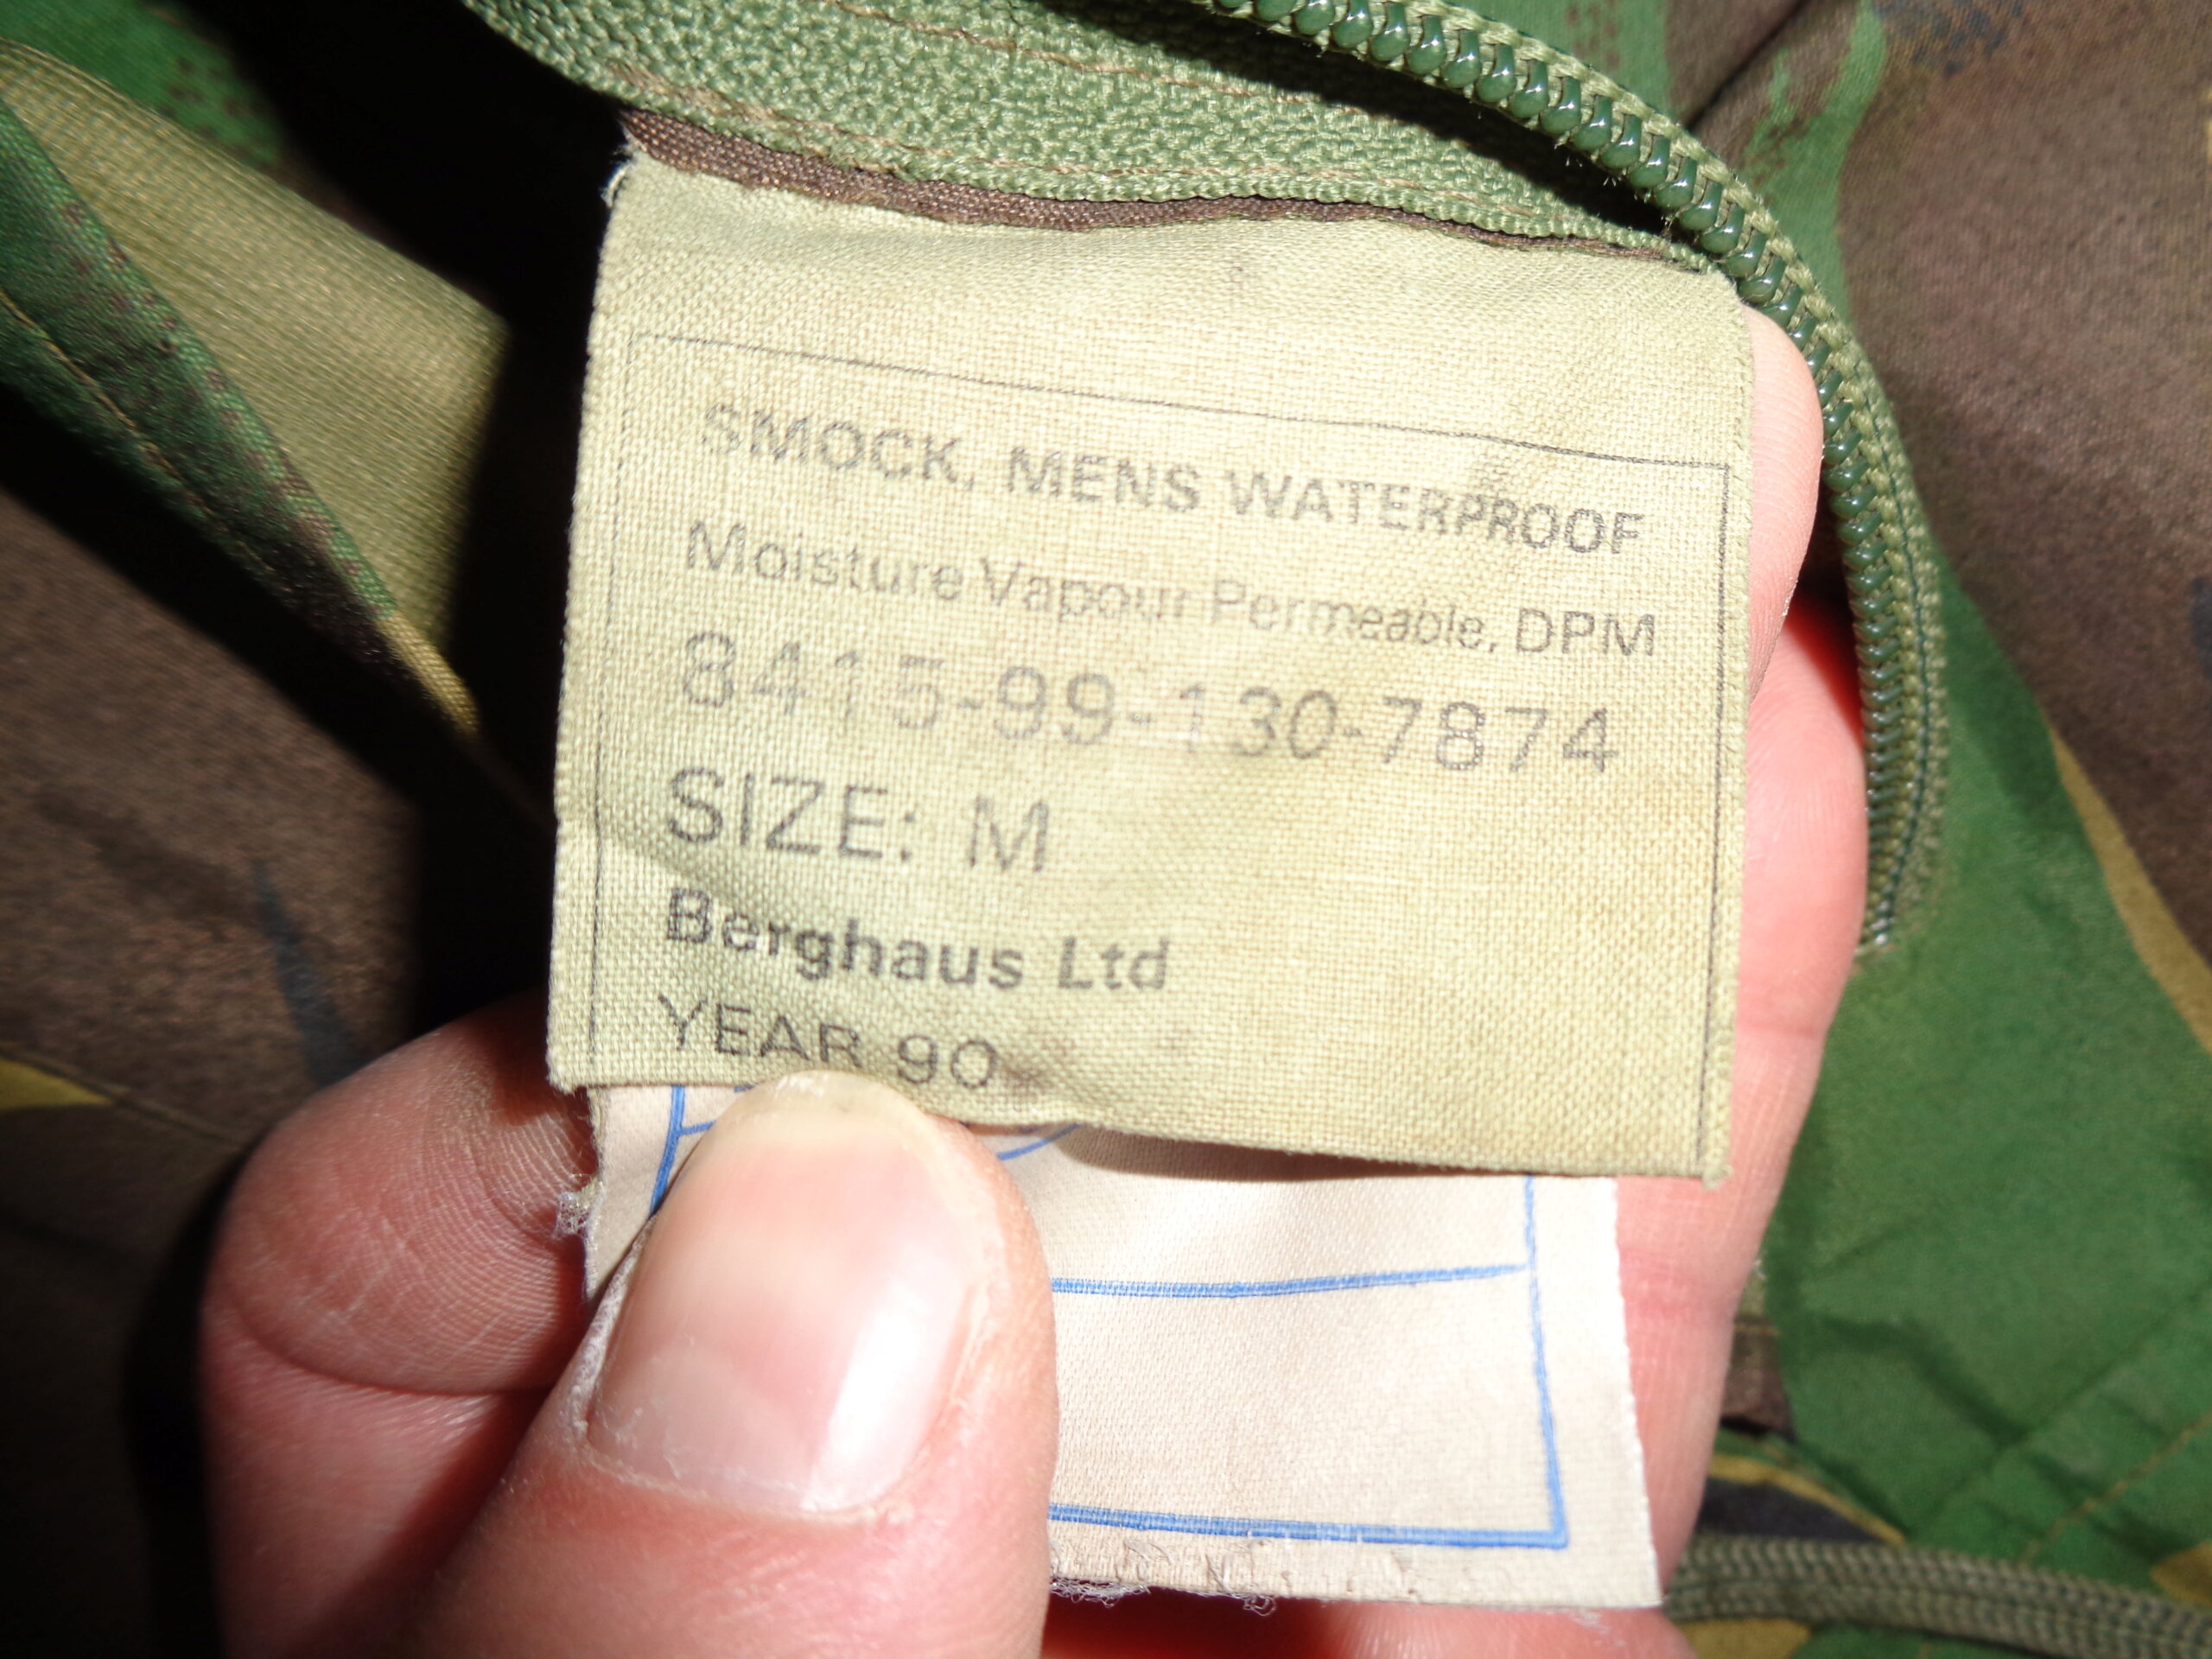 SMOCK, MENS WATERPROOF
Moisture Vapour Permeable, DPM
8415-99-130-7874
SIZE: M
Berghaus Ltd
YEAR 90